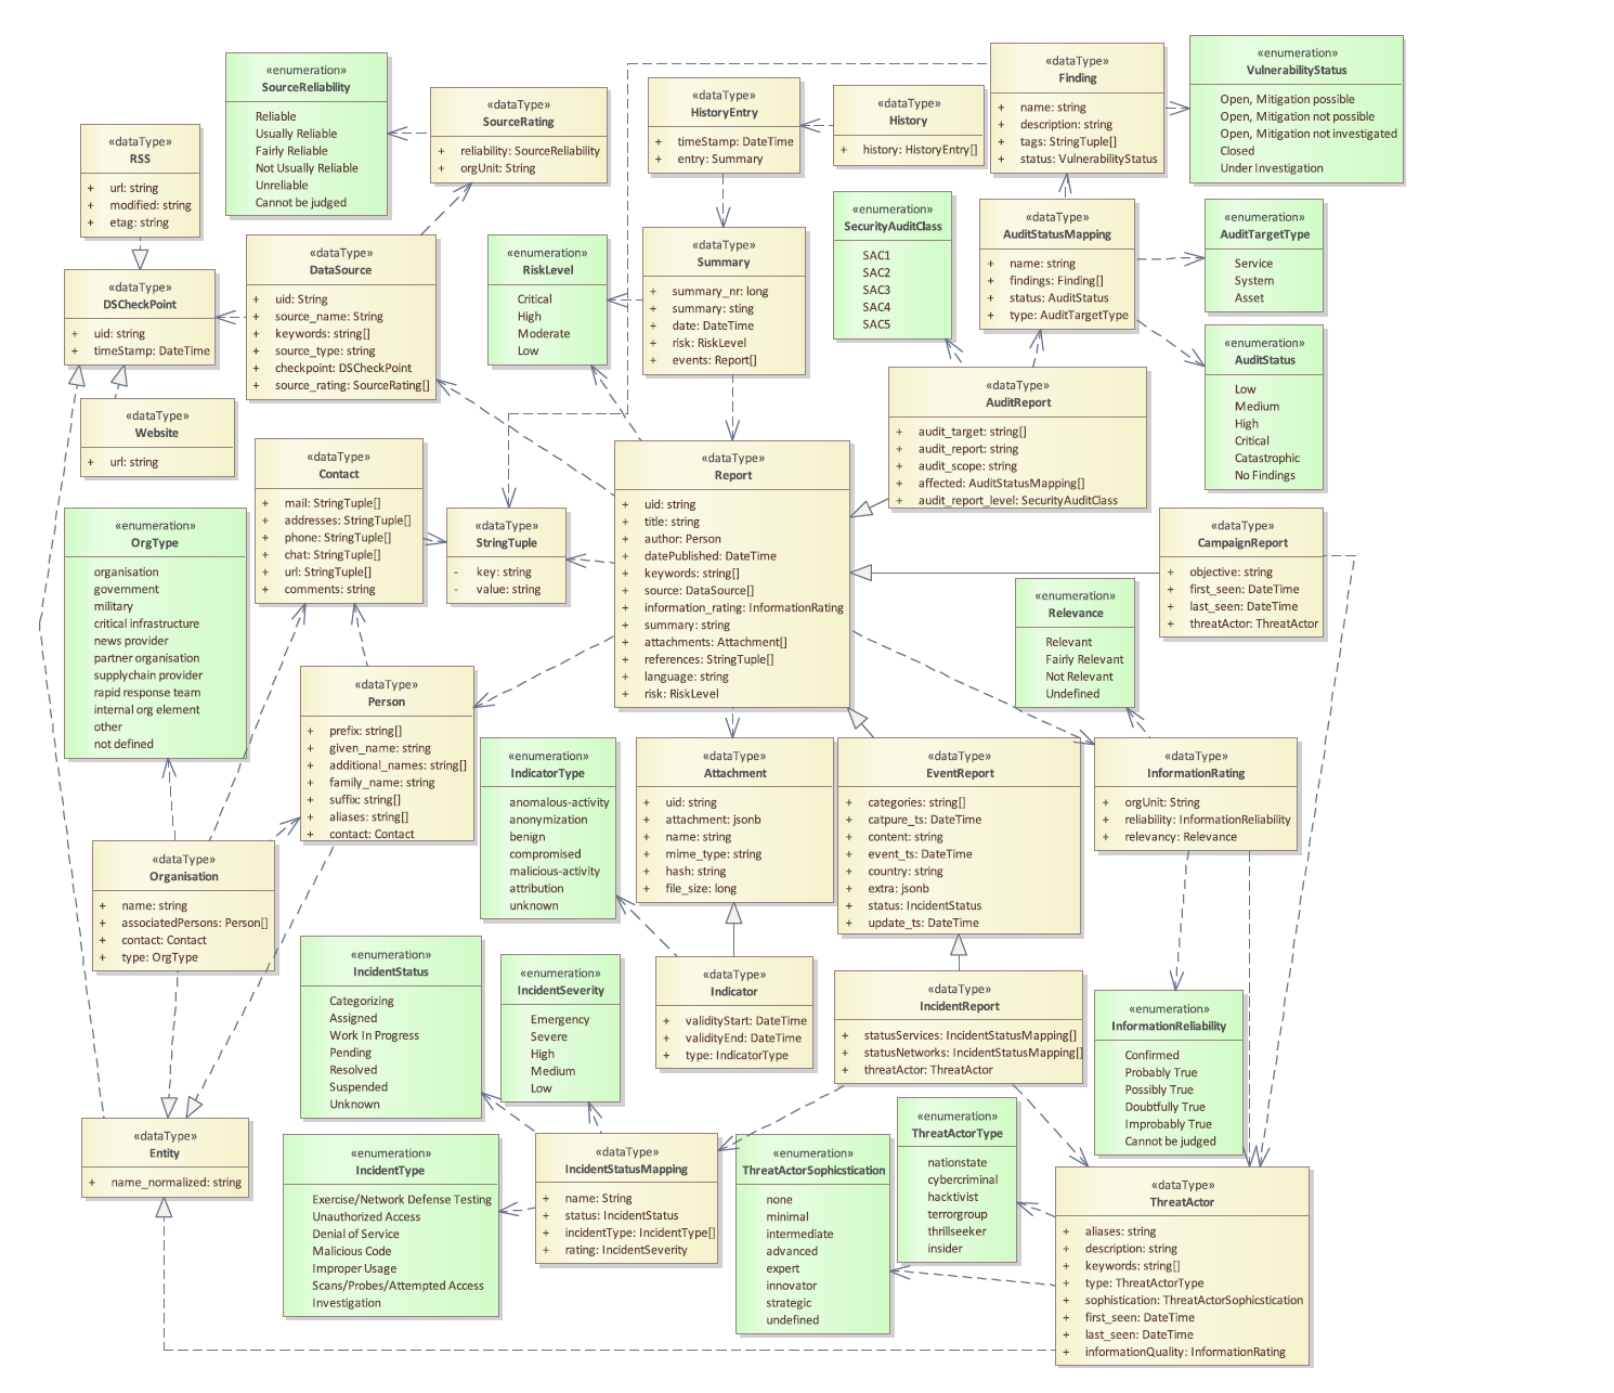 «enumeration»
SourceReliability
Reliable
Usually Reliable
Fairly Reliable
Not Usually Reliable
Unreliable
Cannot be judged
«dataType»
SourceRating
+ reliability: SourceReliability
+ orgUnit: String
«dataType»
HistoryEntry
+ timeStamp: DateTime
+ entry: Summary
«dataType»
History
+ history: HistoryEntry[]
«dataType»
Finding
+ name: string
+ description: string
+ tags: StringTuple[]
+ status: VulnerabilityStatus
«enumeration»
VulnerabilityStatus
Open, Mitigation possible
Open, Mitigation not possible
Open, Mitigation not investigated
Closed
Under Investigation
«dataType»
RSS
+ url: string
+ modified: string
+ etag: string
«dataType»
DSCheckPoint
+ uid: string
+ timeStamp: DateTime
«dataType»
DataSource
+ uid: String
+ source_name: String
+ keywords: string[]
+ source_type: string
+ checkpoint: DSCheckPoint
+ source_rating: SourceRating[]
«enumeration»
RiskLevel
Critical
High
Moderate
Low
«dataType»
Summary
+ summary_nr: long
+ summary: sting
+ date: DateTime
+ risk: RiskLevel
+ events: Report[]
«enumeration»
SecurityAuditClass
SAC1
SAC2
SAC3
SAC4
SAC5
«dataType»
AuditStatusMapping
+ name: string
+ findings: Finding[]
+ status: AuditStatus
+ type: AuditTargetType
«enumeration»
AuditTargetType
Service
System
Asset
«enumeration»
AuditStatus
Low
Medium
High
Critical
Catastrophic
No Findings
«dataType»
Website
+ url: string
«dataType»
Contact
+ mail: StringTuple[]
+ addresses: StringTuple[]
+ phone: StringTuple[]
+ chat: StringTuple[]
+ url: StringTuple[]
+ comments: string
«dataType»
StringTuple
- key: string
- value: string
«dataType»
Report
+ uid: string
+ title: string
+ author: Person
+ datePublished: DateTime
+ keywords: string[]
+ source: DataSource[]
+ information_rating: InformationRating
+ summary: string
+ attachments: Attachment[]
+ references: StringTuple[]
+ language: string
+ risk: RiskLevel
«dataType»
AuditReport
+ audit_target: string[]
+ audit_report: string
+ audit_scope: string
+ affected: AuditStatusMapping[]
+ audit_report_level: SecurityAuditClass
«dataType»
CampaignReport
+ objective: string
+ first_seen: DateTime
+ last_seen: DateTime
+ threatActor: ThreatActor
«enumeration»
OrgType
organisation
government
military
critical infrastructure
news provider
partner organisation
supplychain provider
rapid response team
internal org element
other
not defined
«enumeration»
Relevance
Relevant
Fairly Relevant
Not Relevant
Undefined
«dataType»
Person
+ prefix: string[]
+ given_name: string
+ additional_names: string[]
+ family_name: string
+ suffix: string[]
+ aliases: string[]
+ contact: Contact
«enumeration»
IndicatorType
anomalous-activity
anonymization
benign
compromised
malicious-activity
attribution
unknown
«dataType»
Attachment
+ uid: string
+ attachment: jsonb
+ name: string
+ mime_type: string
+ hash: string
+ file_size: long
«dataType»
EventReport
+ categories: string[]
+ catpure_ts: DateTime
+ content: string
+ event_ts: DateTime
+ country: string
+ extra: jsonb
+ status: IncidentStatus
+ update_ts: DateTime
«dataType»
InformationRating
+ orgUnit: String
+ reliability: InformationReliability
+ relevancy: Relevance
«dataType»
Organisation
+ name: string
+ associatedPersons: Person[]
+ contact: Contact
+ type: OrgType
«enumeration»
IncidentStatus
Categorizing
Assigned
Work In Progress
Pending
Resolved
Suspended
Unknown
«enumeration»
IncidentSeverity
Emergency
Severe
High
Medium
Low
«dataType»
Indicator
+ validityStart: DateTime
+ validityEnd: DateTime
+ type: IndicatorType
«dataType»
IncidentReport
+ statusServices: IncidentStatusMapping[]
+ statusNetworks: IncidentStatusMapping[]
+ threatActor: ThreatActor
«enumeration»
InformationReliability
Confirmed
Probably True
Possibly True
Doubtfully True
Improbably True
Cannot be judged
«dataType»
Entity
+ name_normalized: string
«enumeration»
IncidentType
Exercise/Network Defense Testing
Unauthorized Access
Denial of Service
Malicious Code
Improper Usage
Scans/Probes/Attempted Access
Investigation
«dataType»
IncidentStatusMapping
+ name: String
+ status: IncidentStatus
+ incidentType: IncidentType[]
+ rating: IncidentSeverity
«enumeration»
ThreatActorSophicstication
none
minimal
intermediate
advanced
expert
innovator
strategic
undefined
«enumeration»
ThreatActorType
nationstate
cybercriminal
hacktivist
terrorgroup
thrillseeker
insider
«dataType»
ThreatActor
+ aliases: string
+ description: string
+ keywords: string[]
+ type: ThreatActorType
+ sophistication: ThreatActorSophicstication
+ first_seen: DateTime
+ last_seen: DateTime
+ informationQuality: InformationRating